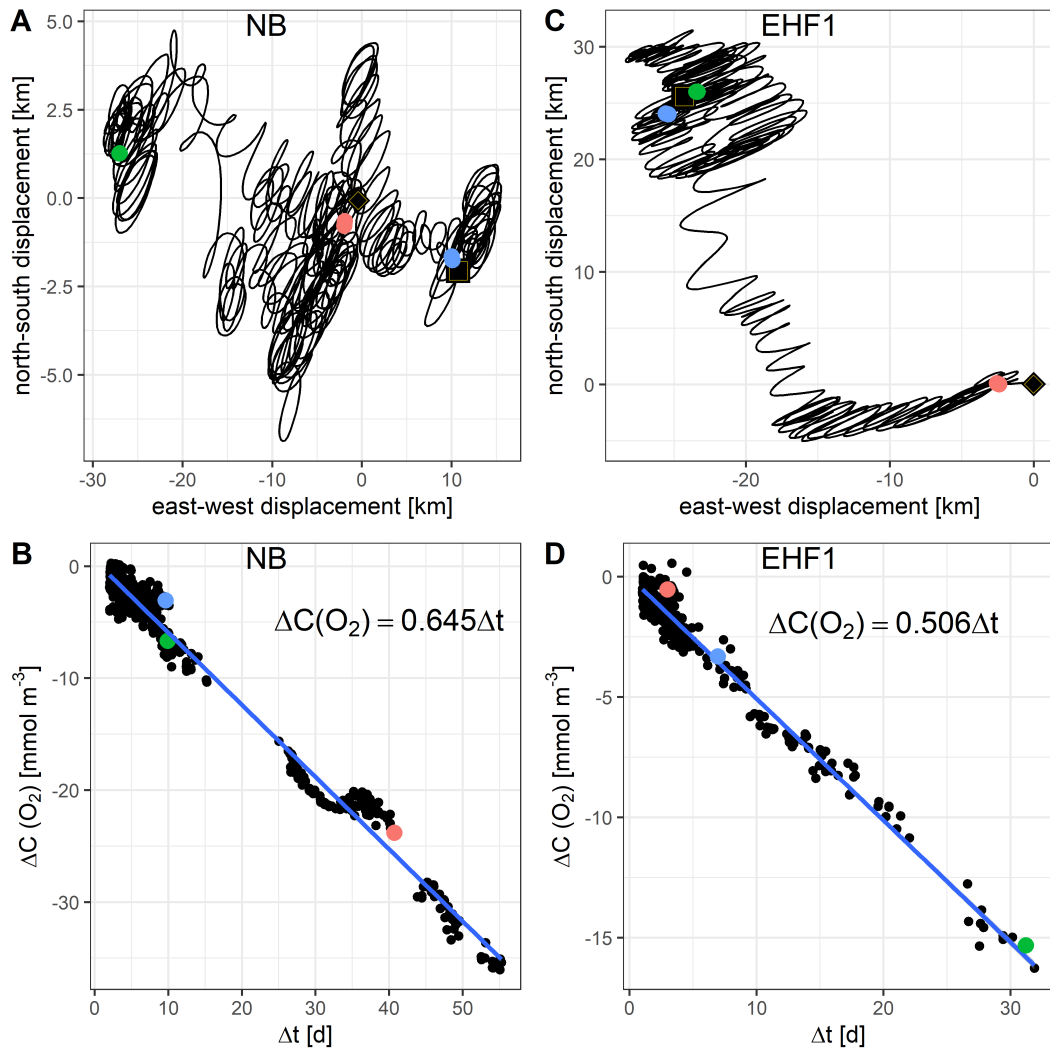 A
NB
north-south displacement [km]
5.0
2.5
0.0
-2.5
-5.0
-30
-20
-10
0
10
east-west displacement [km]
C
EHF1
north-south displacement [km]
30
20
10
0
-20
-10
0
east-west displacement [km]
B
NB
ΔC(O₂) = 0.645Δt
ΔC (O₂) [mmol m⁻³]
0
-10
-20
-30
0
10
20
30
40
50
Δt [d]
D
EHF1
ΔC(O₂) = 0.506Δt
ΔC (O₂) [mmol m⁻³]
0
-5
-10
-15
0
10
20
30
Δt [d]